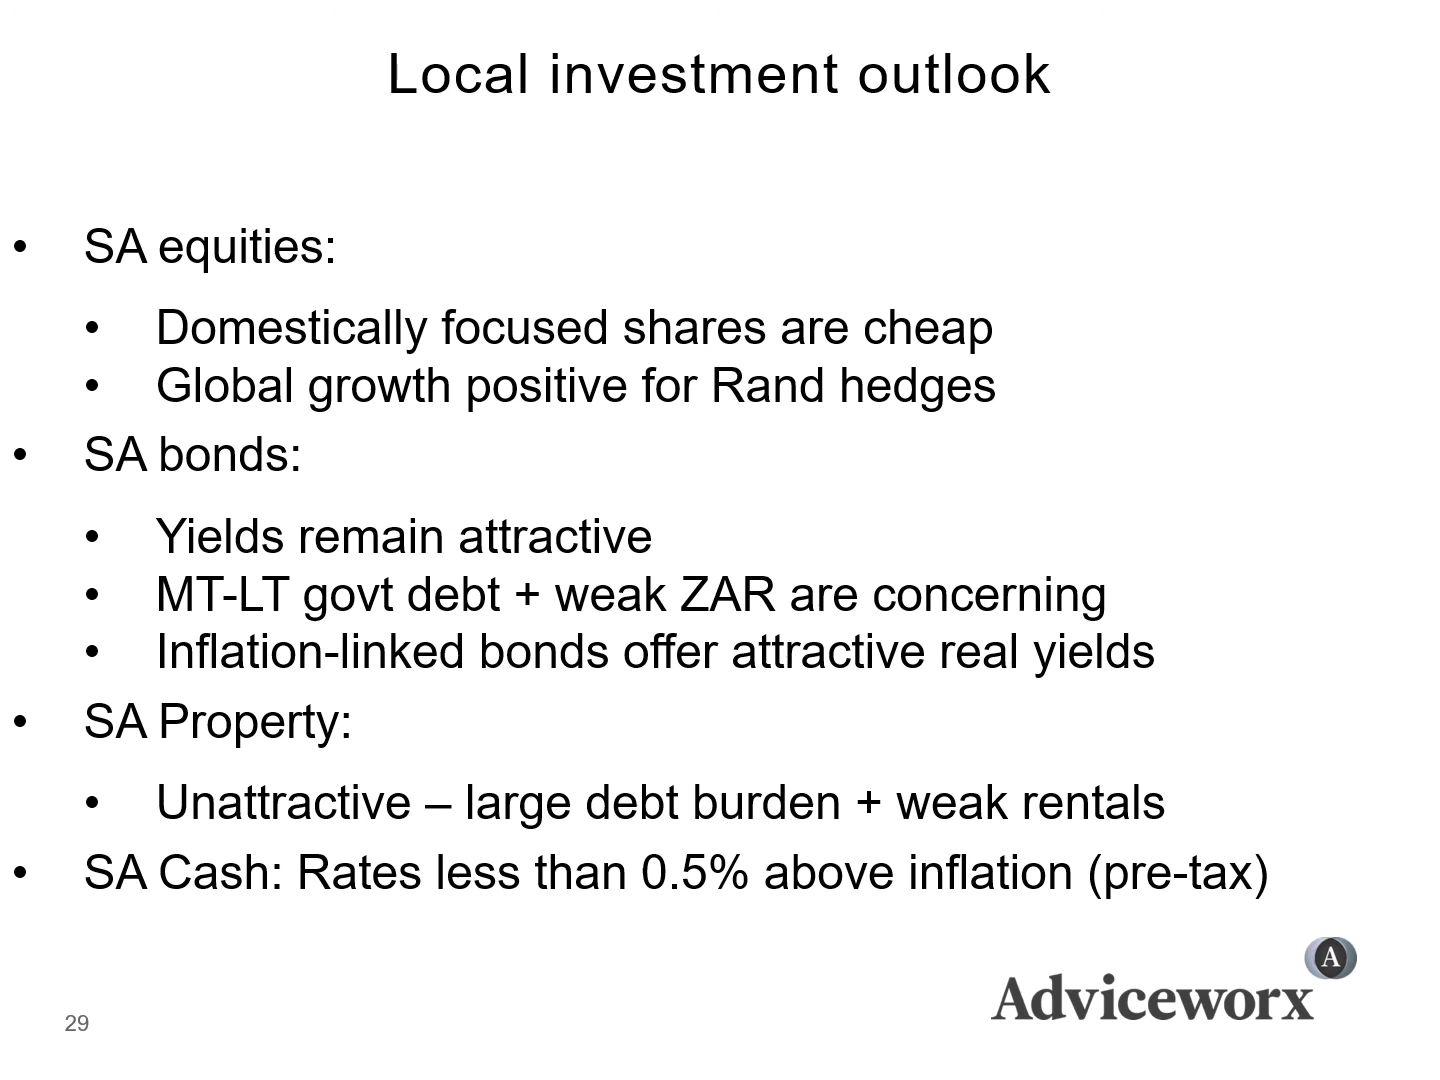 Local investment outlook
• SA equities:
• Domestically focused shares are cheap
• Global growth positive for Rand hedges
• SA bonds:
• Yields remain attractive
• MT-LT govt debt + weak ZAR are concerning
• Inflation-linked bonds offer attractive real yields
• SA Property:
• Unattractive – large debt burden + weak rentals
• SA Cash: Rates less than 0.5% above inflation (pre-tax)
A
Adviceworx
29